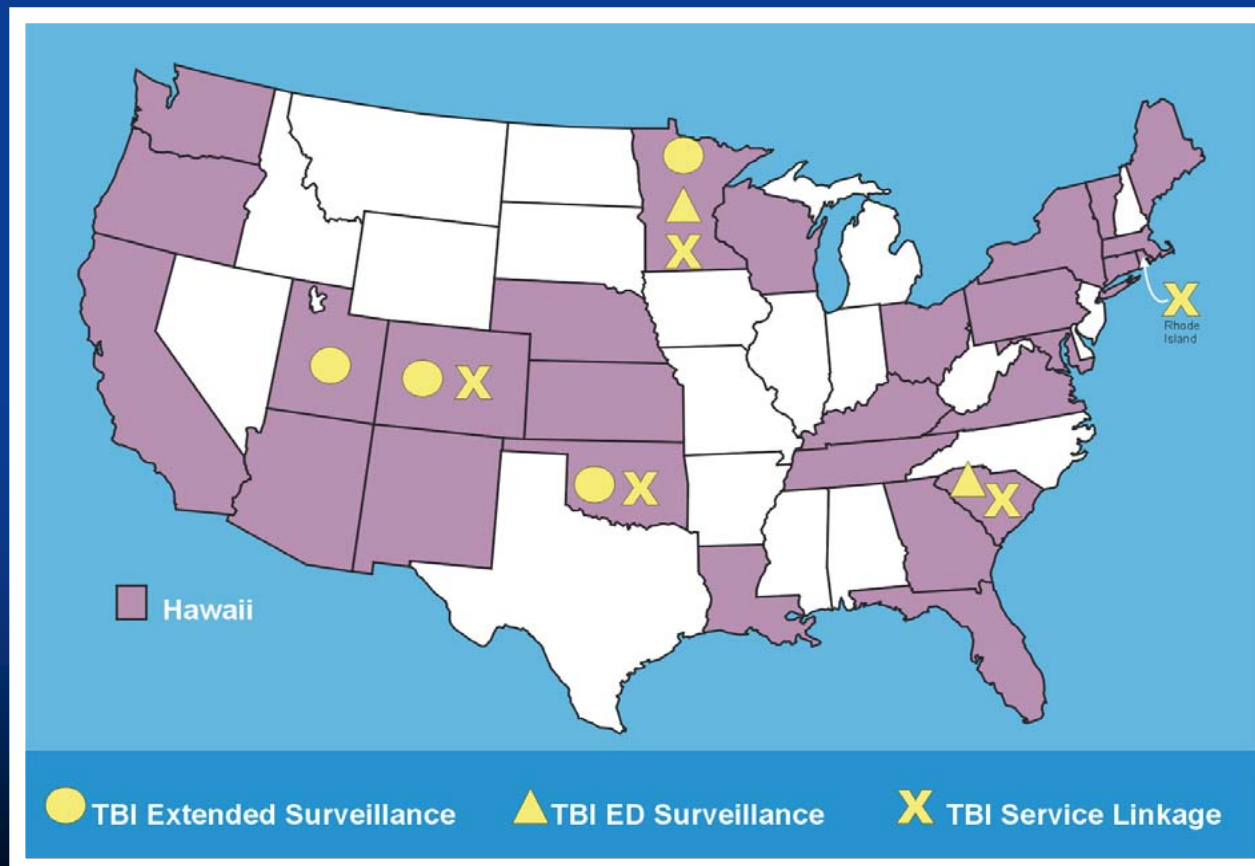 Rhode
Island
Hawaii
TBI Extended Surveillance
TBI ED Surveillance
TBI Service Linkage